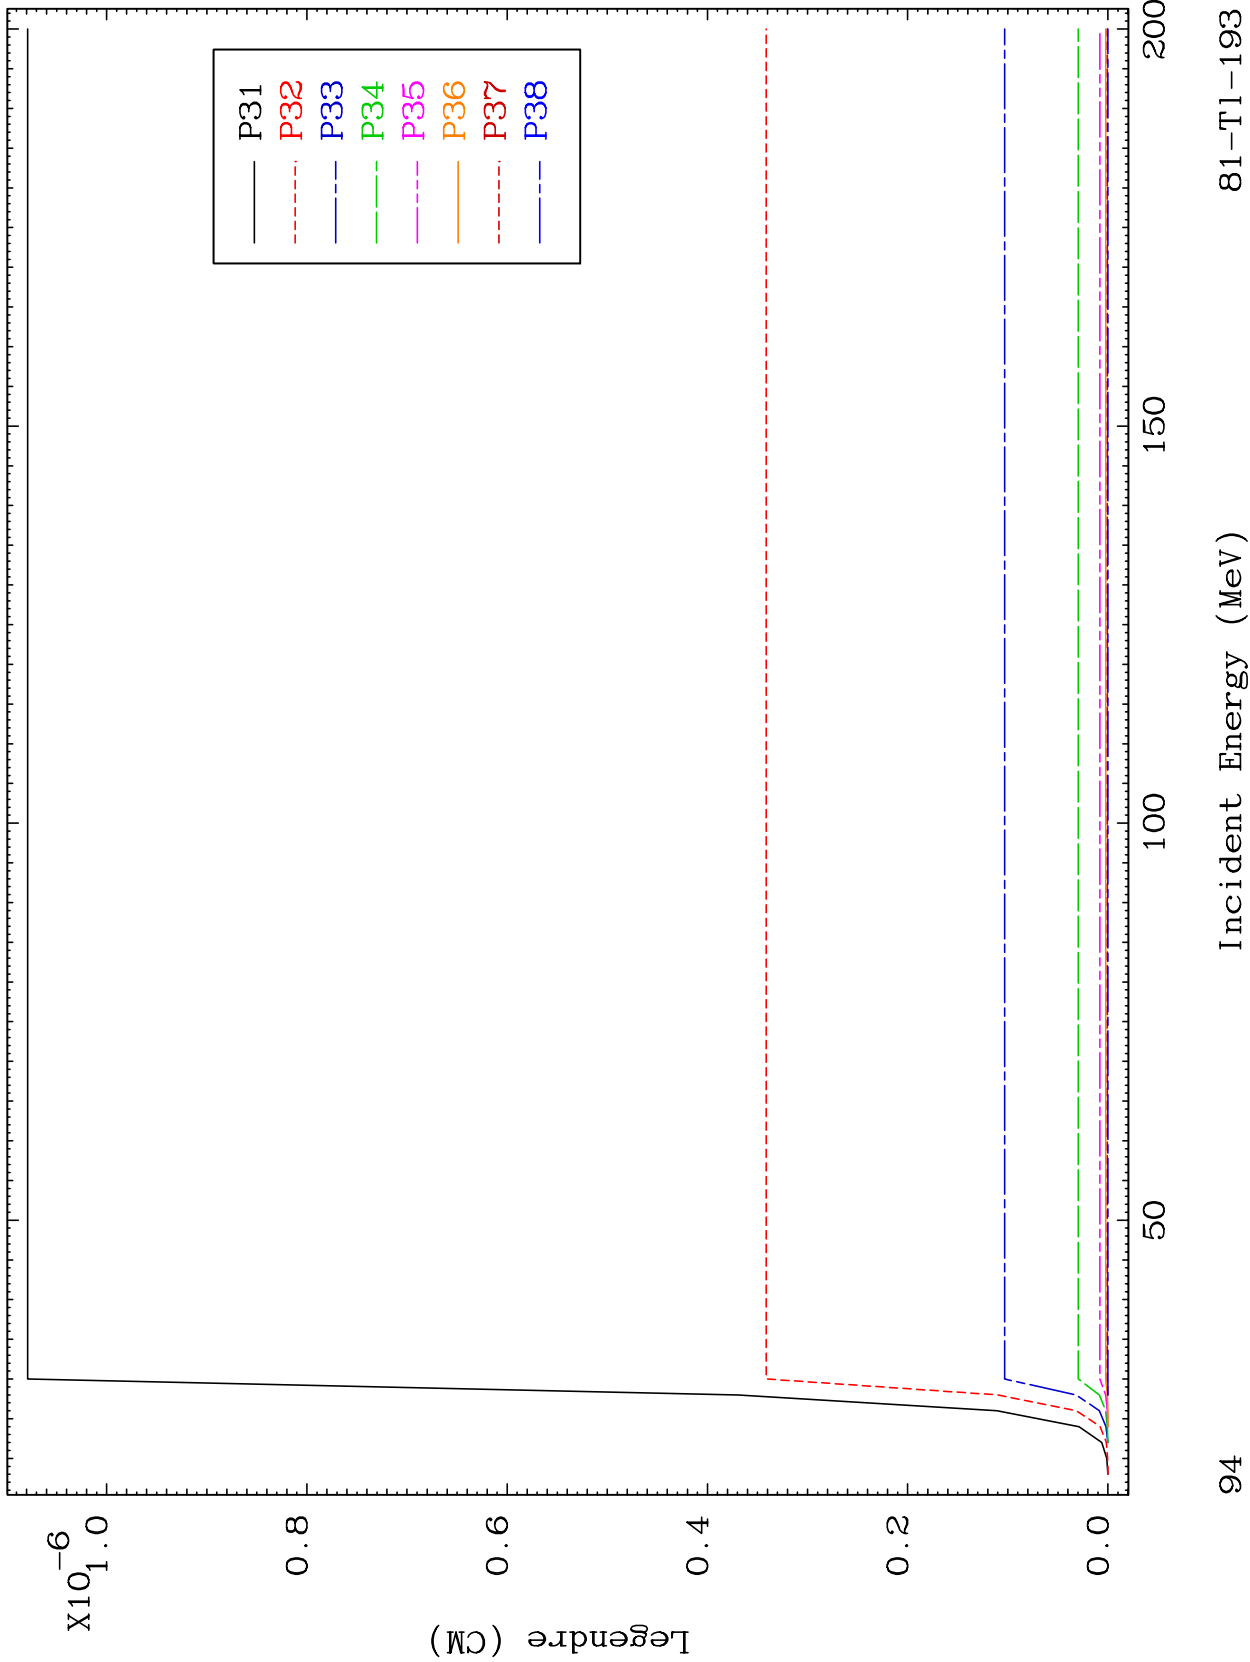 X10-6
1.0
0.8
0.6
0.4
0.2
0.0
Legendre (CM)
P31
P32
P33
P34
P35
P36
P37
P38
50
100
150
200
94
Incident Energy (MeV)
81-Tl-193